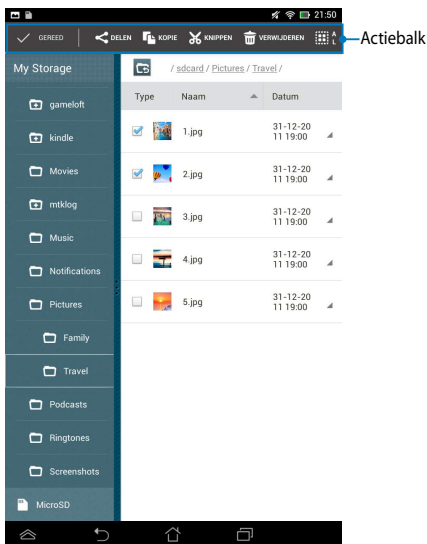 21:50
GEREED DELEN KOPIE KNIPPEN VERWIJDEREN
Actiebalk
My Storage
/ sdcard / Pictures / Travel /
Type Naam Datum
gameloft
kindle
Movies
mtklog
Music
Notifications
Pictures
Family
Travel
Podcasts
Ringtones
Screenshots
MicroSD
1.jpg
31-12-20
11 19:00
2.jpg
31-12-20
11 19:00
3.jpg
31-12-20
11 19:00
4.jpg
31-12-20
11 19:00
5.jpg
31-12-20
11 19:00